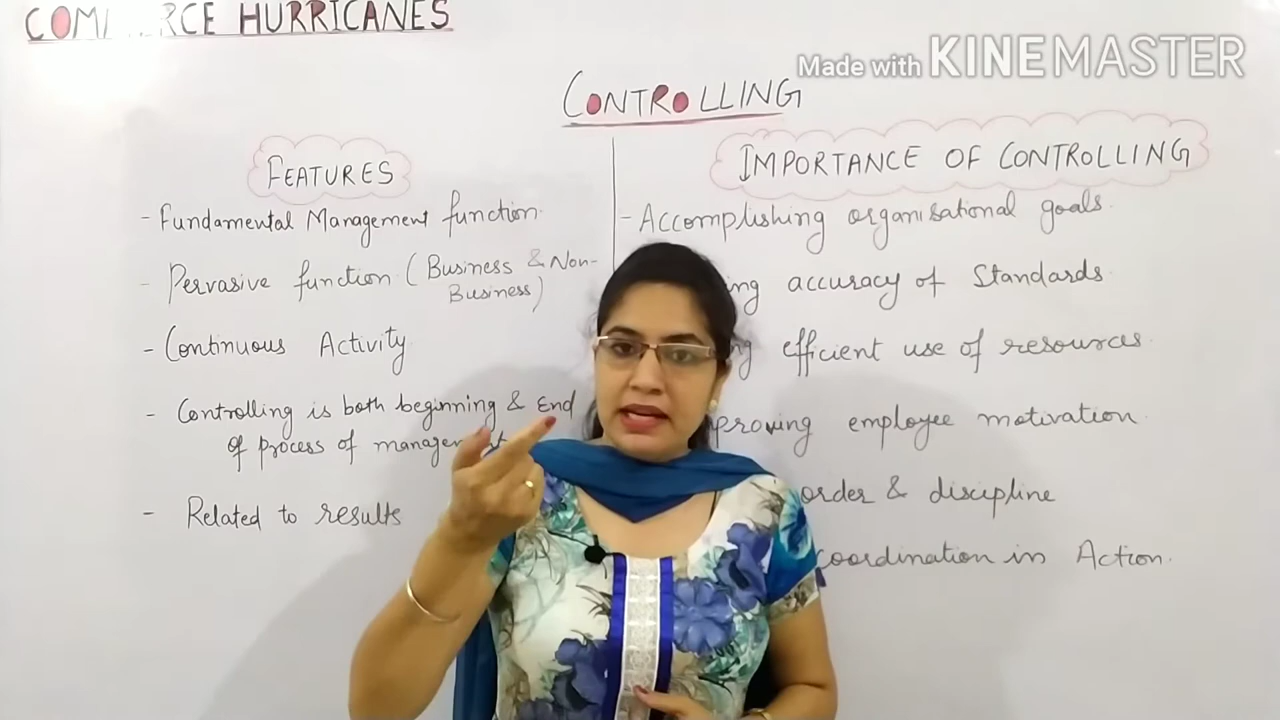 HURRICANES
Made with KINEMASTER
CONTROLLING
FEATURES
- Fundamental Management function.
- Pervasive function (Business & Non-
Business)
- Continuous Activity
- Controlling is both beginning & End
of process of management
- Related to results
IMPORTANCE OF CONTROLLING
- Accomplishing organisational goals.
accuracy of Standards.
efficient use of resources.
employee motivation.
order & discipline
coordination in Action.